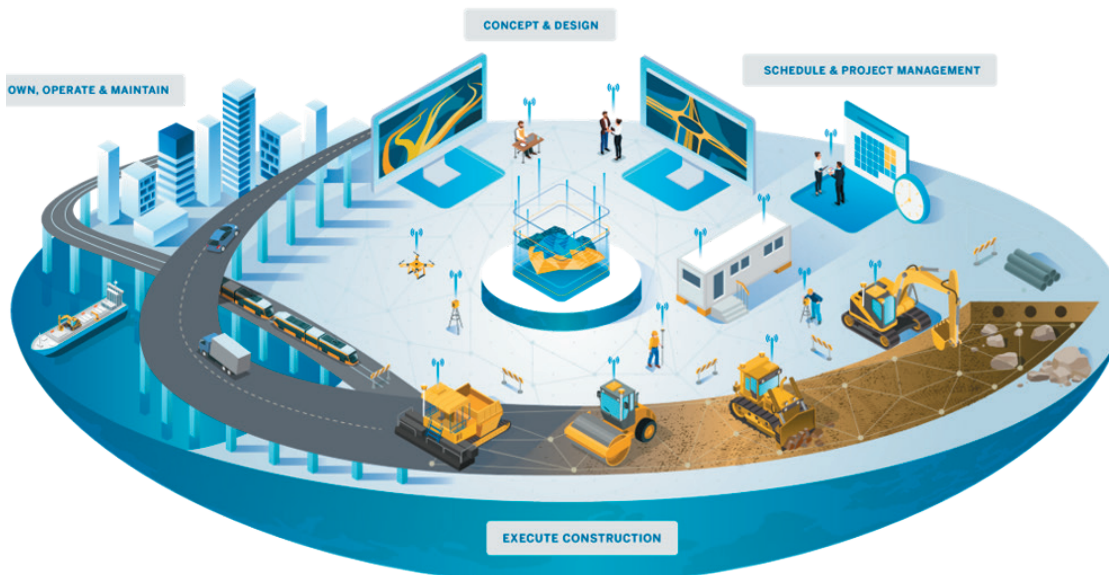 CONCEPT & DESIGN
SCHEDULE & PROJECT MANAGEMENT
OWN, OPERATE & MAINTAIN
EXECUTE CONSTRUCTION